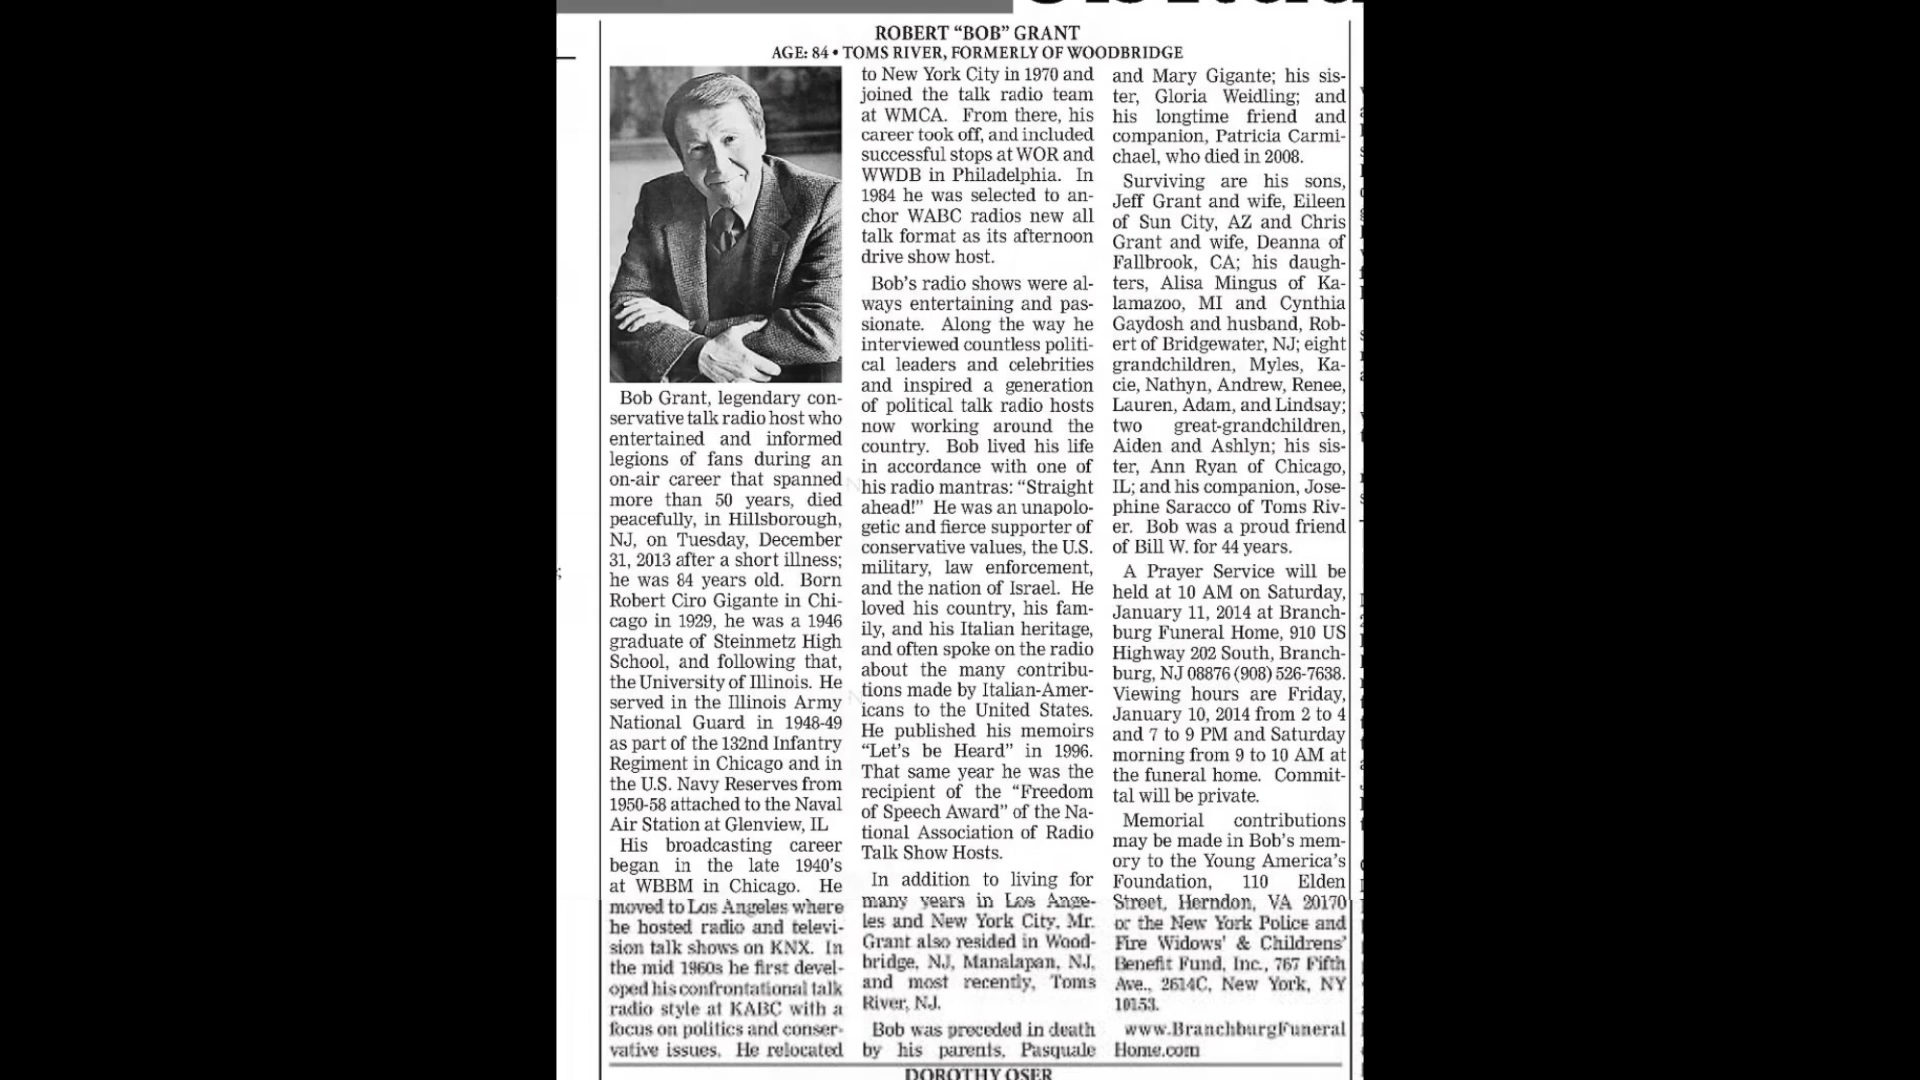 ROBERT “BOB” GRANT
AGE: 84 • TOMS RIVER, FORMERLY OF WOODBRIDGE
Bob Grant, legendary con-
servative talk radio host who
entertained and informed
legions of fans during an
on-air career that spanned
more than 50 years, died
peacefully, in Hillsborough,
NJ, on Tuesday, December
31, 2013 after a short illness;
he was 84 years old. Born
Robert Ciro Gigante in Chi-
cago in 1929, he was a 1946
graduate of Steinmetz High
School, and following that,
the University of Illinois. He
served in the Illinois Army
National Guard in 1948-49
as part of the 132nd Infantry
Regiment in Chicago and in
the U.S. Navy Reserves from
1950-58 attached to the Naval
Air Station at Glenview, IL
His broadcasting career
began in the late 1940’s
at WBBM in Chicago. He
moved to Los Angeles where
he hosted radio and televi-
sion talk shows on KNX. In
the mid 1960s he first devel-
oped his confrontational talk
radio style at KABC with a
focus on politics and conser-
vative issues. He relocated
to New York City in 1970 and
joined the talk radio team
at WMCA. From there, his
career took off, and included
successful stops at WOR and
WWDB in Philadelphia. In
1984 he was selected to an-
chor WABC radios new all
talk format as its afternoon
drive show host.
Bob’s radio shows were al-
ways entertaining and pas-
sionate. Along the way he
interviewed countless politi-
cal leaders and celebrities
and inspired a generation
of political talk radio hosts
now working around the
country. Bob lived his life
in accordance with one of
his radio mantras: “Straight
ahead!” He was an unapolo-
getic and fierce supporter of
conservative values, the U.S.
military, law enforcement,
and the nation of Israel. He
loved his country, his fam-
ily, and his Italian heritage,
and often spoke on the radio
about the many contribu-
tions made by Italian-Amer-
icans to the United States.
He published his memoirs
“Let’s be Heard” in 1996.
That same year he was the
recipient of the “Freedom
of Speech Award” of the Na-
tional Association of Radio
Talk Show Hosts.
In addition to living for
many years in Los Ange-
les and New York City, Mr.
Grant also resided in Wood-
bridge, NJ, Manalapan, NJ,
and most recently, Toms
River, NJ.
Bob was preceded in death
by his parents, Pasquale
and Mary Gigante; his sis-
ter, Gloria Weidling; and
his longtime friend and
companion, Patricia Carmi-
chael, who died in 2008.
Surviving are his sons,
Jeff Grant and wife, Eileen
of Sun City, AZ and Chris
Grant and wife, Deanna of
Fallbrook, CA; his daugh-
ters, Alisa Mingus of Ka-
lamazoo, MI and Cynthia
Gaydosh and husband, Rob-
ert of Bridgewater, NJ; eight
grandchildren, Myles, Ka-
cie, Nathyn, Andrew, Renee,
Lauren, Adam, and Lindsay;
two great-grandchildren,
Aiden and Ashlyn; his sis-
ter, Ann Ryan of Chicago,
IL; and his companion, Jose-
phine Saracco of Toms Riv-
er. Bob was a proud friend
of Bill W. for 44 years.
A Prayer Service will be
held at 10 AM on Saturday,
January 11, 2014 at Branch-
burg Funeral Home, 910 US
Highway 202 South, Branch-
burg, NJ 08876 (908) 526-7638.
Viewing hours are Friday,
January 10, 2014 from 2 to 4
and 7 to 9 PM and Saturday
morning from 9 to 10 AM at
the funeral home. Commit-
tal will be private.
Memorial contributions
may be made in Bob’s mem-
ory to the Young America’s
Foundation, 110 Elden
Street, Herndon, VA 20170
or the New York Police and
Fire Widows’ & Childrens’
Benefit Fund, Inc., 767 Fifth
Ave., 2614C, New York, NY
10153.
www.BranchburgFuneral
Home.com
DOROTHY OSER